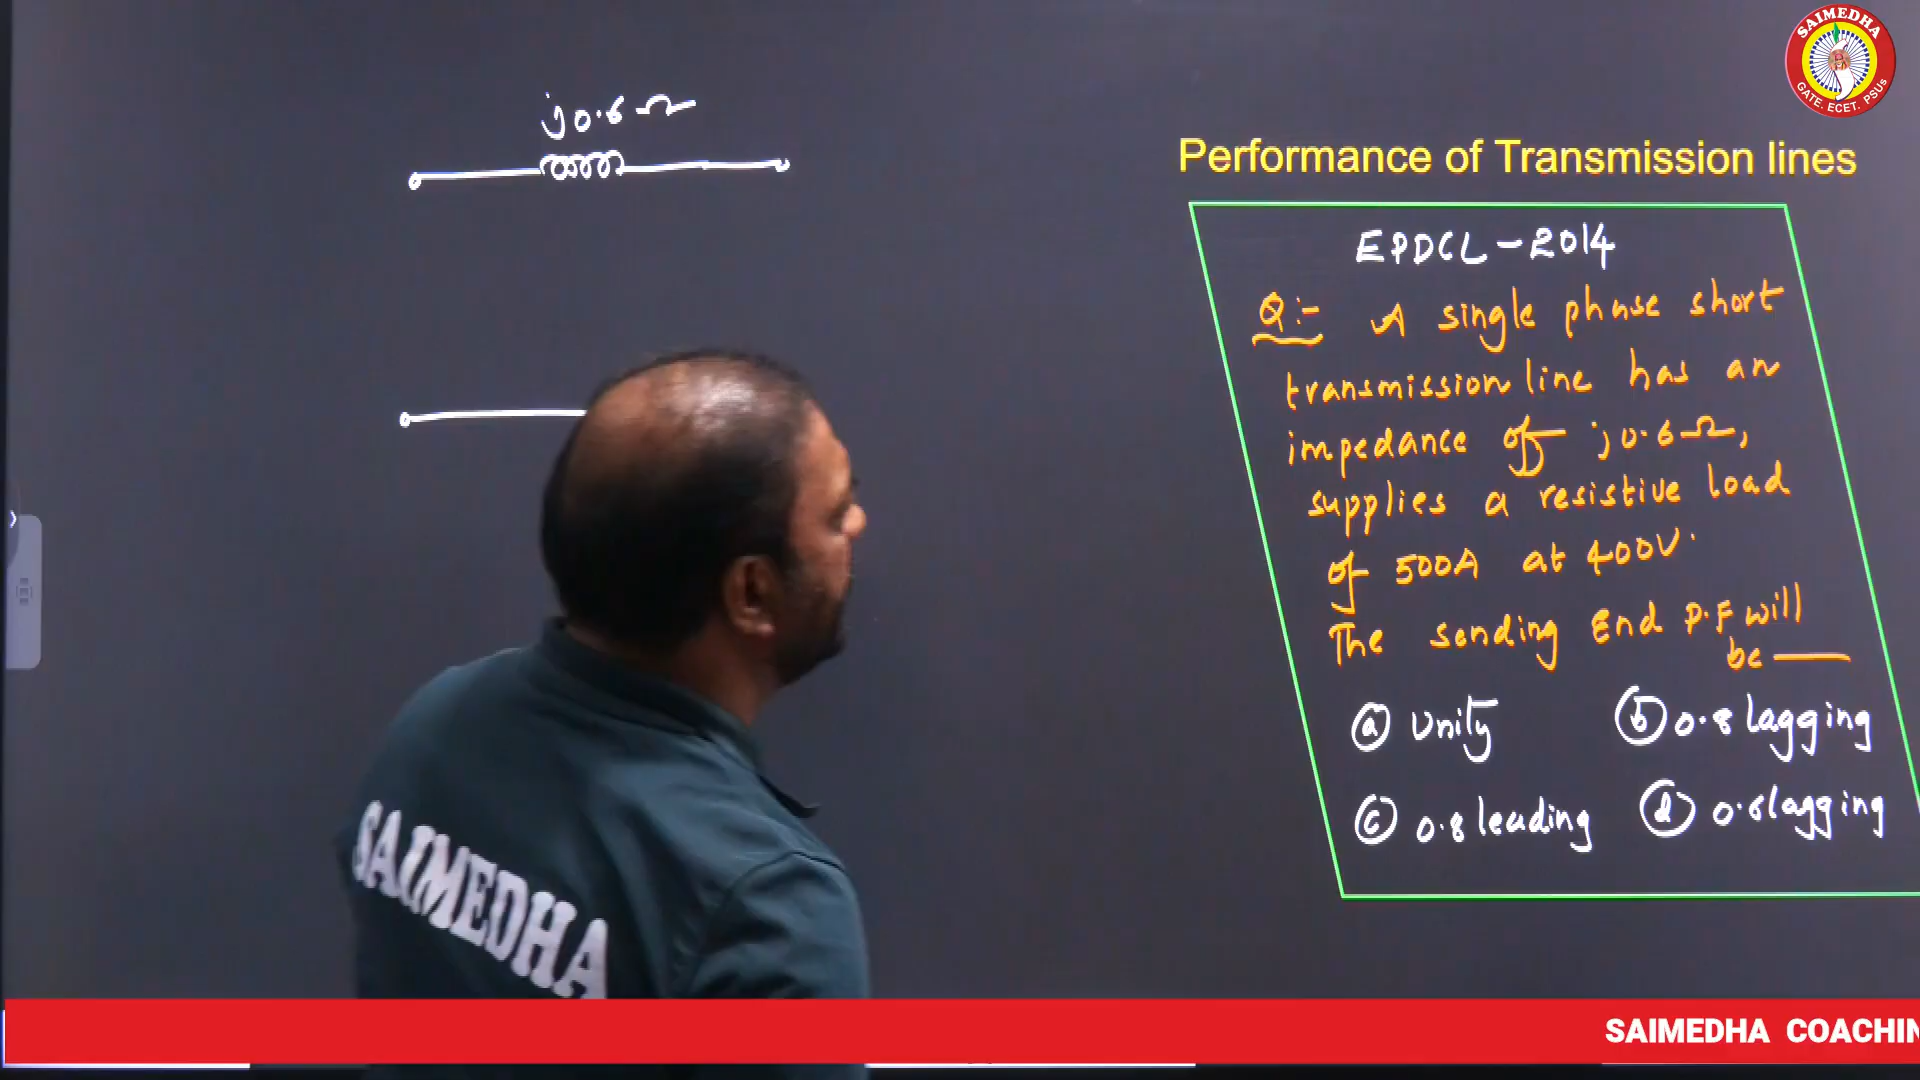 SAIMEDHA
GATE. ECET. PSUs
j0.6Ω
Performance of Transmission lines
EPDCL-2014
Q:- A single phase short
transmission line has an
impedance of j0.6Ω,
supplies a resistive load
of 500A at 400V.
The sending End P.F will
be ____
(a) Unity
(b) 0.8 lagging
(c) 0.8 leading
(d) 0.6 lagging
SAIMEDHA
SAIMEDHA COACHIN